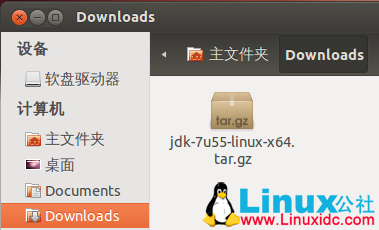 Downloads
设备
软盘驱动器
计算机
主文件夹
桌面
Documents
Downloads
主文件夹
Downloads
tar.gz
jdk-7u55-linux-x64.
tar.gz
Linux公社
www.Linuxidc.com